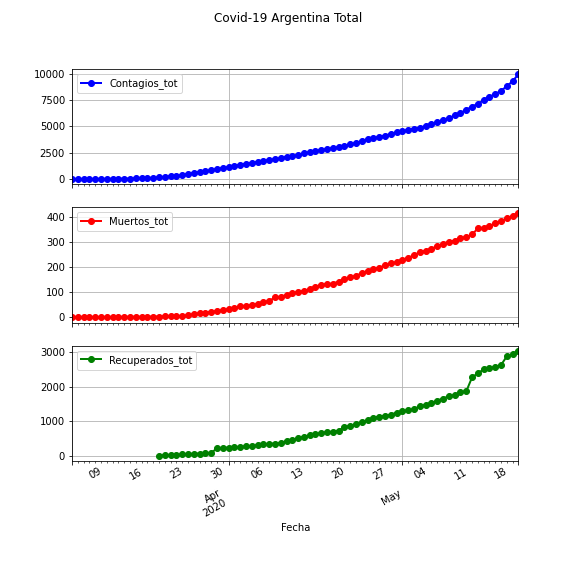 Covid-19 Argentina Total
10000
7500
5000
2500
0
Contagios_tot
400
300
200
100
0
Muertos_tot
3000
2000
1000
0
Recuperados_tot
09 16 23 30 06 13 20 27 04 11 18
Apr May
2020
Fecha